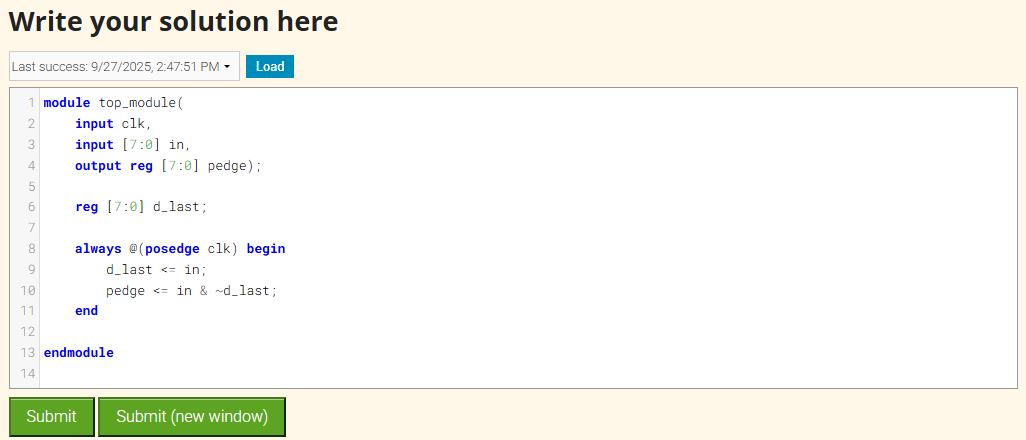 Write your solution here
Last success: 9/27/2025, 2:47:51 PM Load
1 module top_module(
2     input clk,
3     input [7:0] in,
4     output reg [7:0] pedge);
5
6     reg [7:0] d_last;
7
8     always @(posedge clk) begin
9         d_last <= in;
10         pedge <= in & ~d_last;
11     end
12
13 endmodule
14
Submit Submit (new window)